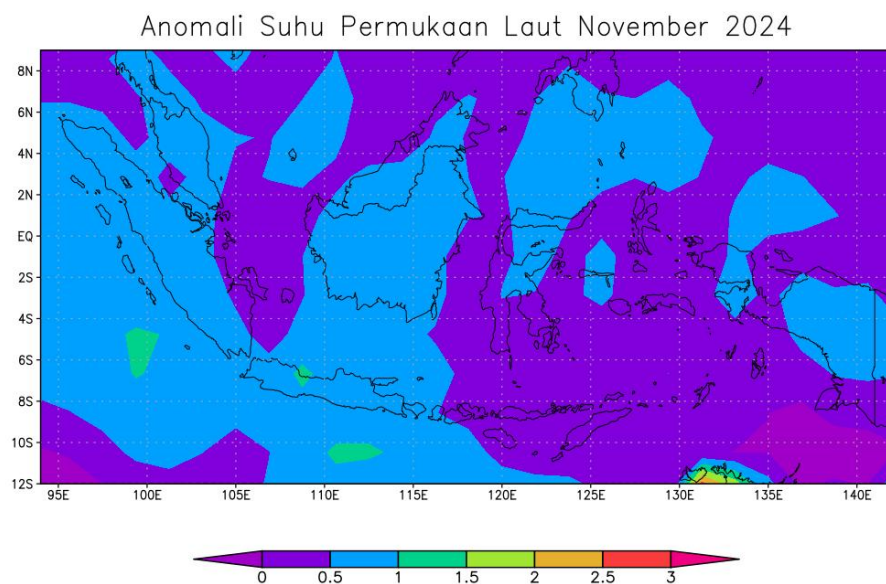 Anomali Suhu Permukaan Laut November 2024
8N
6N
4N
2N
EQ
2S
4S
6S
8S
10S
12S
95E 100E 105E 110E 115E 120E 125E 130E 135E 140E
0 0.5 1 1.5 2 2.5 3